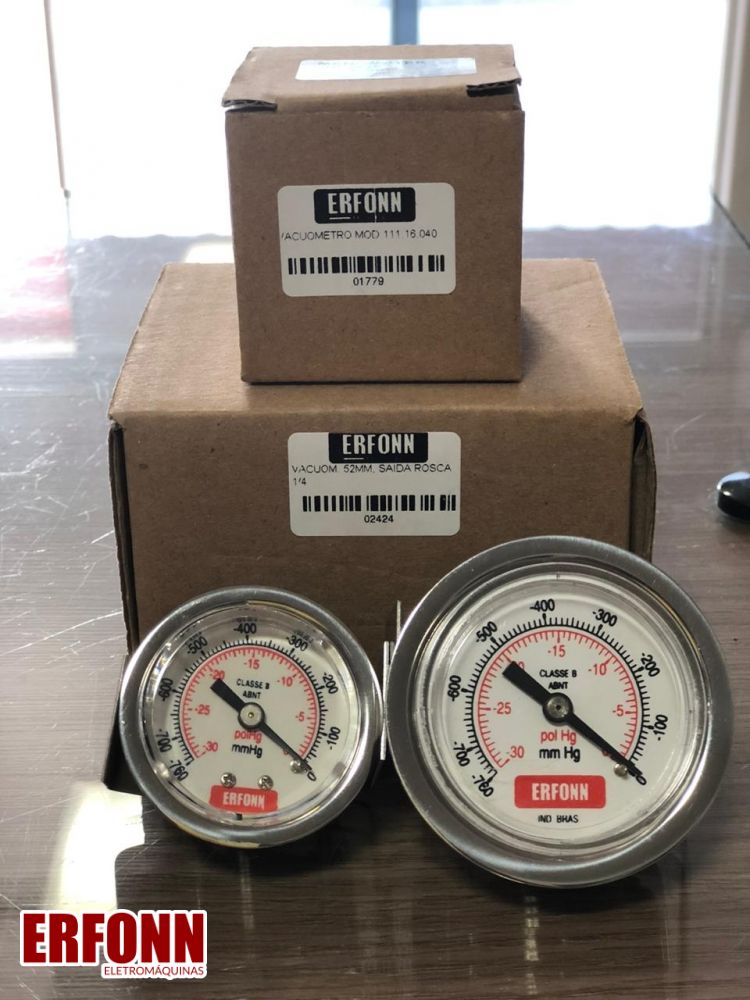 ERFONN
VACUOMETRO MOD 111.16.040
01779
ERFONN
VACUOM. 52MM, SAIDA ROSCA
1/4
02424
-400
-500
-300
-600
-200
-700
-100
-760
0
-15
-20
-10
-25
-5
-30
CLASSE B
ABNT
polHg
mmHg
ERFONN
-400
-500
-300
-600
-200
-700
-100
-760
0
-15
-10
-25
-5
-30
CLASSE B
ABNT
pol Hg
mm Hg
ERFONN
IND BRAS
ERFONN
ELETROMÁQUINAS